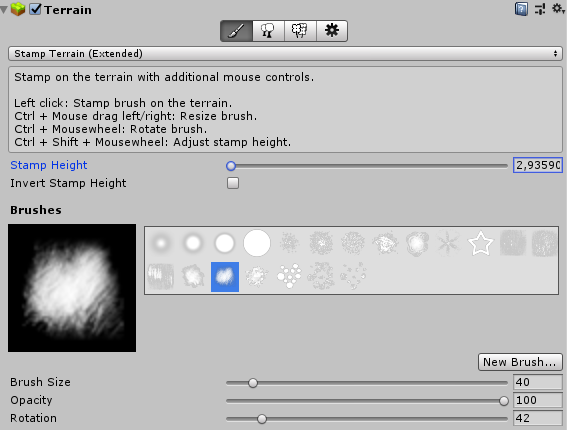 Terrain
Stamp Terrain (Extended)
Stamp on the terrain with additional mouse controls.
Left click: Stamp brush on the terrain.
Ctrl + Mouse drag left/right: Resize brush.
Ctrl + Mousewheel: Rotate brush.
Ctrl + Shift + Mousewheel: Adjust stamp height.
Stamp Height 2,93590
Invert Stamp Height
Brushes
New Brush...
Brush Size 40
Opacity 100
Rotation 42